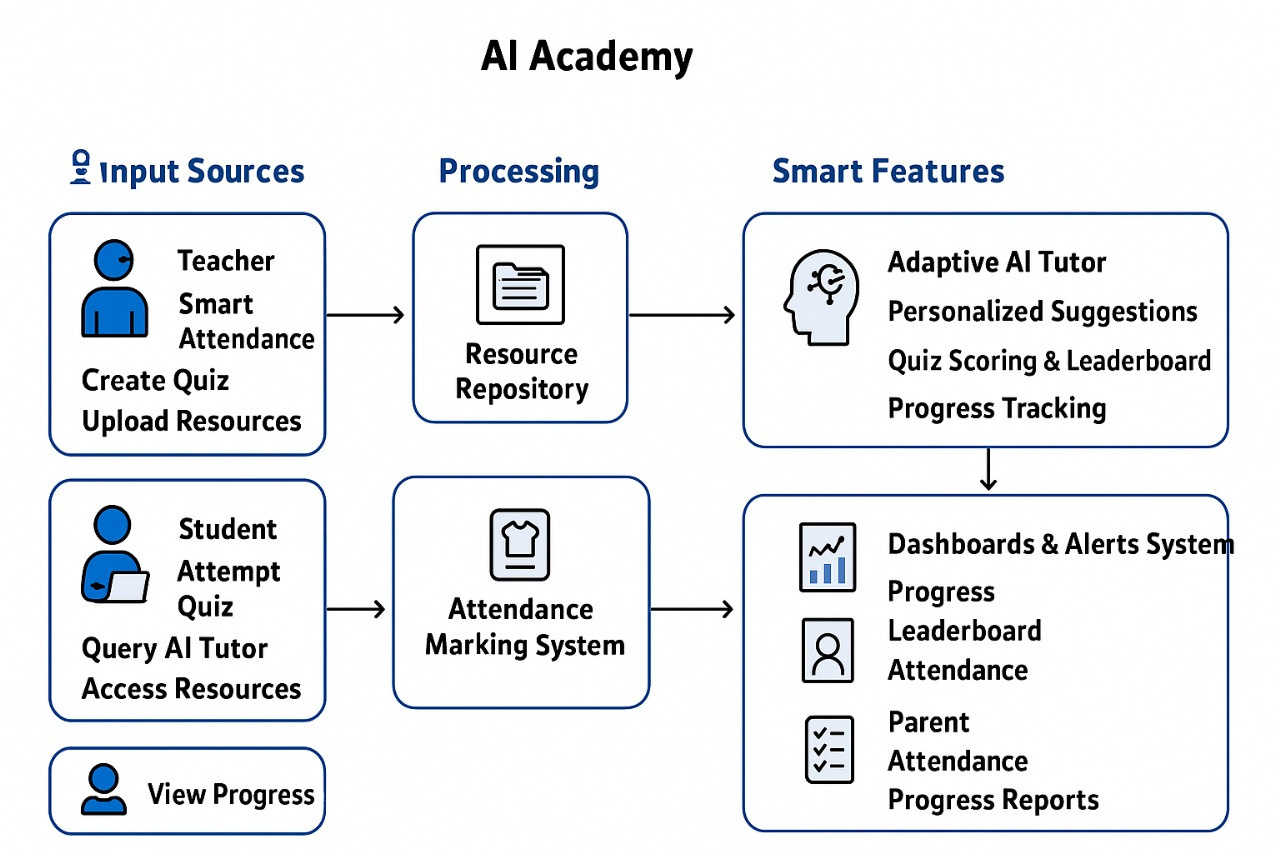 AI Academy
Input Sources
Teacher
Smart
Attendance
Create Quiz
Upload Resources
Student
Attempt
Quiz
Query AI Tutor
Access Resources
View Progress
Processing
Resource
Repository
Attendance
Marking System
Smart Features
Adaptive AI Tutor
Personalized Suggestions
Quiz Scoring & Leaderboard
Progress Tracking
Dashboards & Alerts System
Progress
Leaderboard
Attendance
Parent
Attendance
Progress Reports